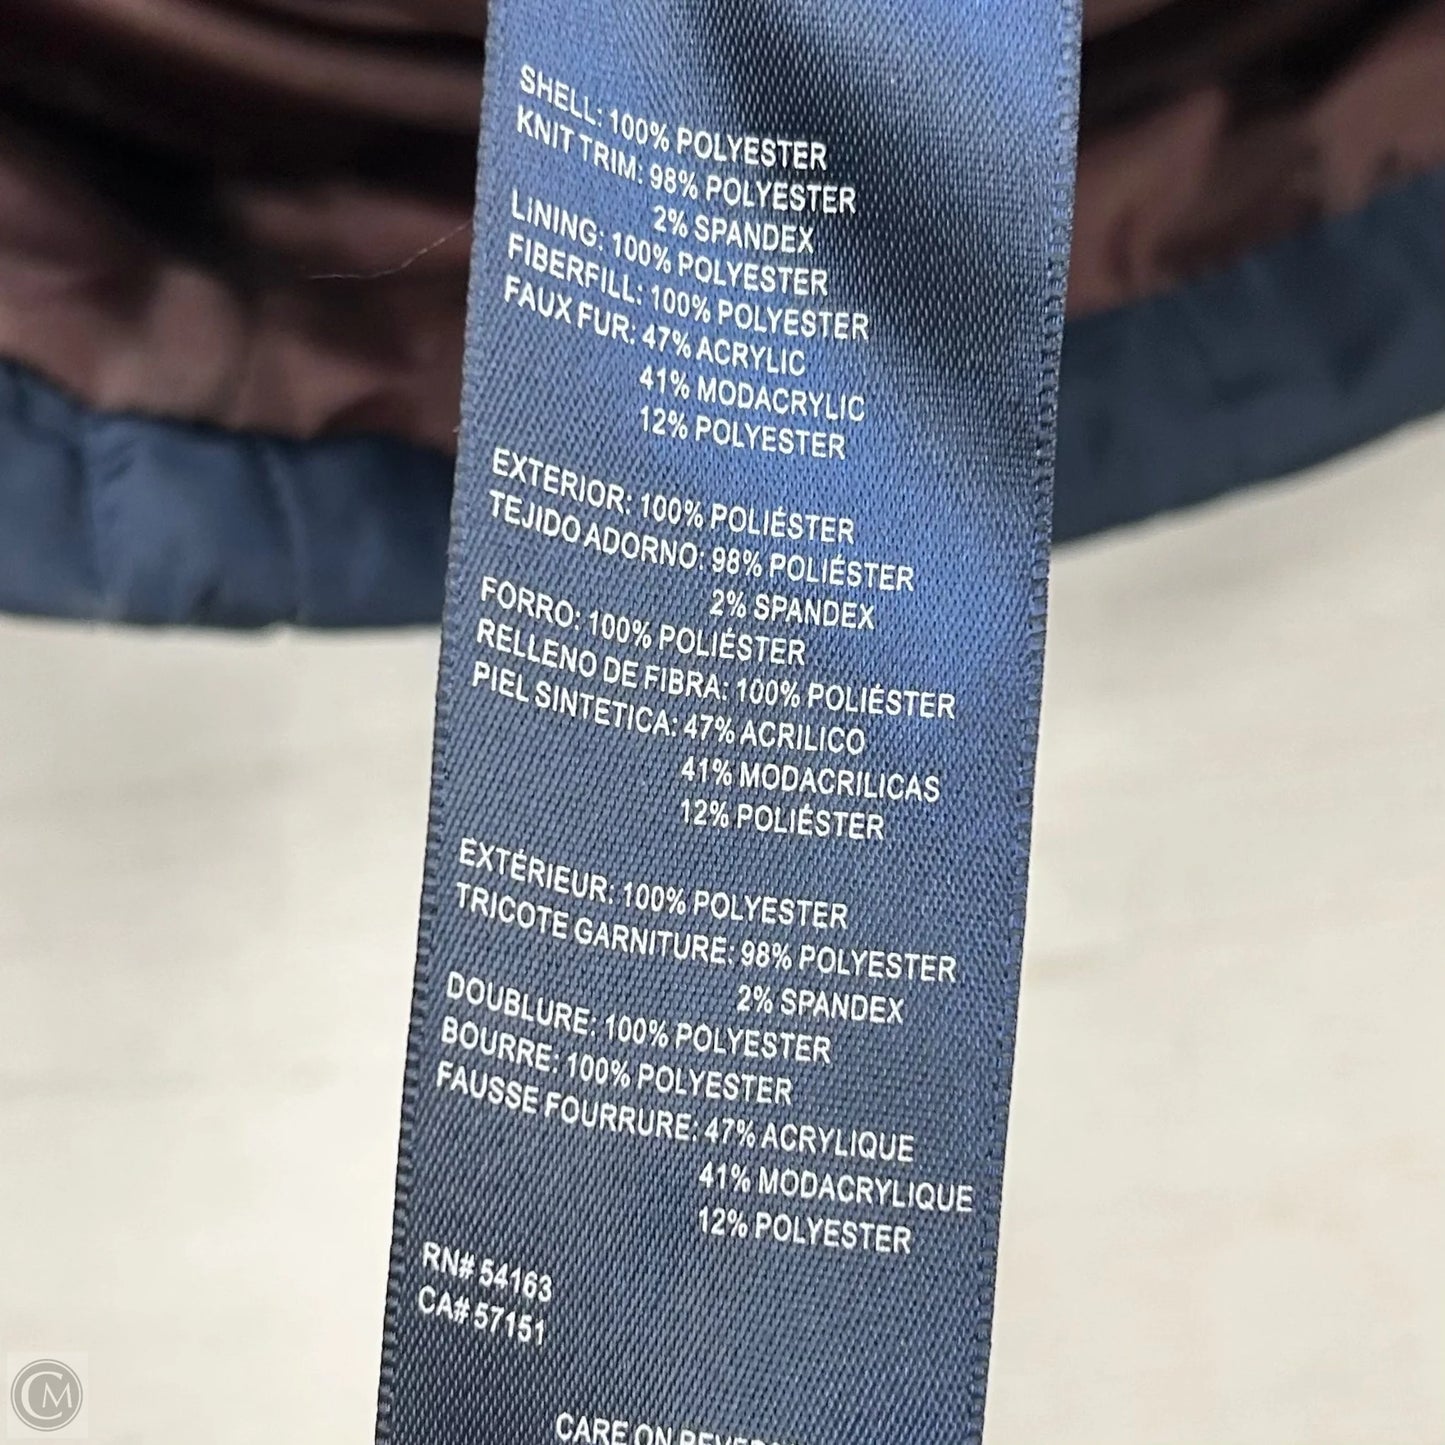 SHELL: 100% POLYESTER
KNIT TRIM: 98% POLYESTER
2% SPANDEX
LINING: 100% POLYESTER
FIBERFILL: 100% POLYESTER
FAUX FUR: 47% ACRYLIC
41% MODACRYLIC
12% POLYESTER
EXTERIOR: 100% POLIÉSTER
TEJIDO ADORNO: 98% POLIÉSTER
2% SPANDEX
FORRO: 100% POLIÉSTER
RELLENO DE FIBRA: 100% POLIÉSTER
PIEL SINTETICA: 47% ACRILICO
41% MODACRILICAS
12% POLIÉSTER
EXTÉRIEUR: 100% POLYESTER
TRICOTE GARNITURE: 98% POLYESTER
2% SPANDEX
DOUBLURE: 100% POLYESTER
BOURRE: 100% POLYESTER
FAUSSE FOURRURE: 47% ACRYLIQUE
41% MODACRYLIQUE
12% POLYESTER
RN# 54163
CA# 57151
CARE ON
CM